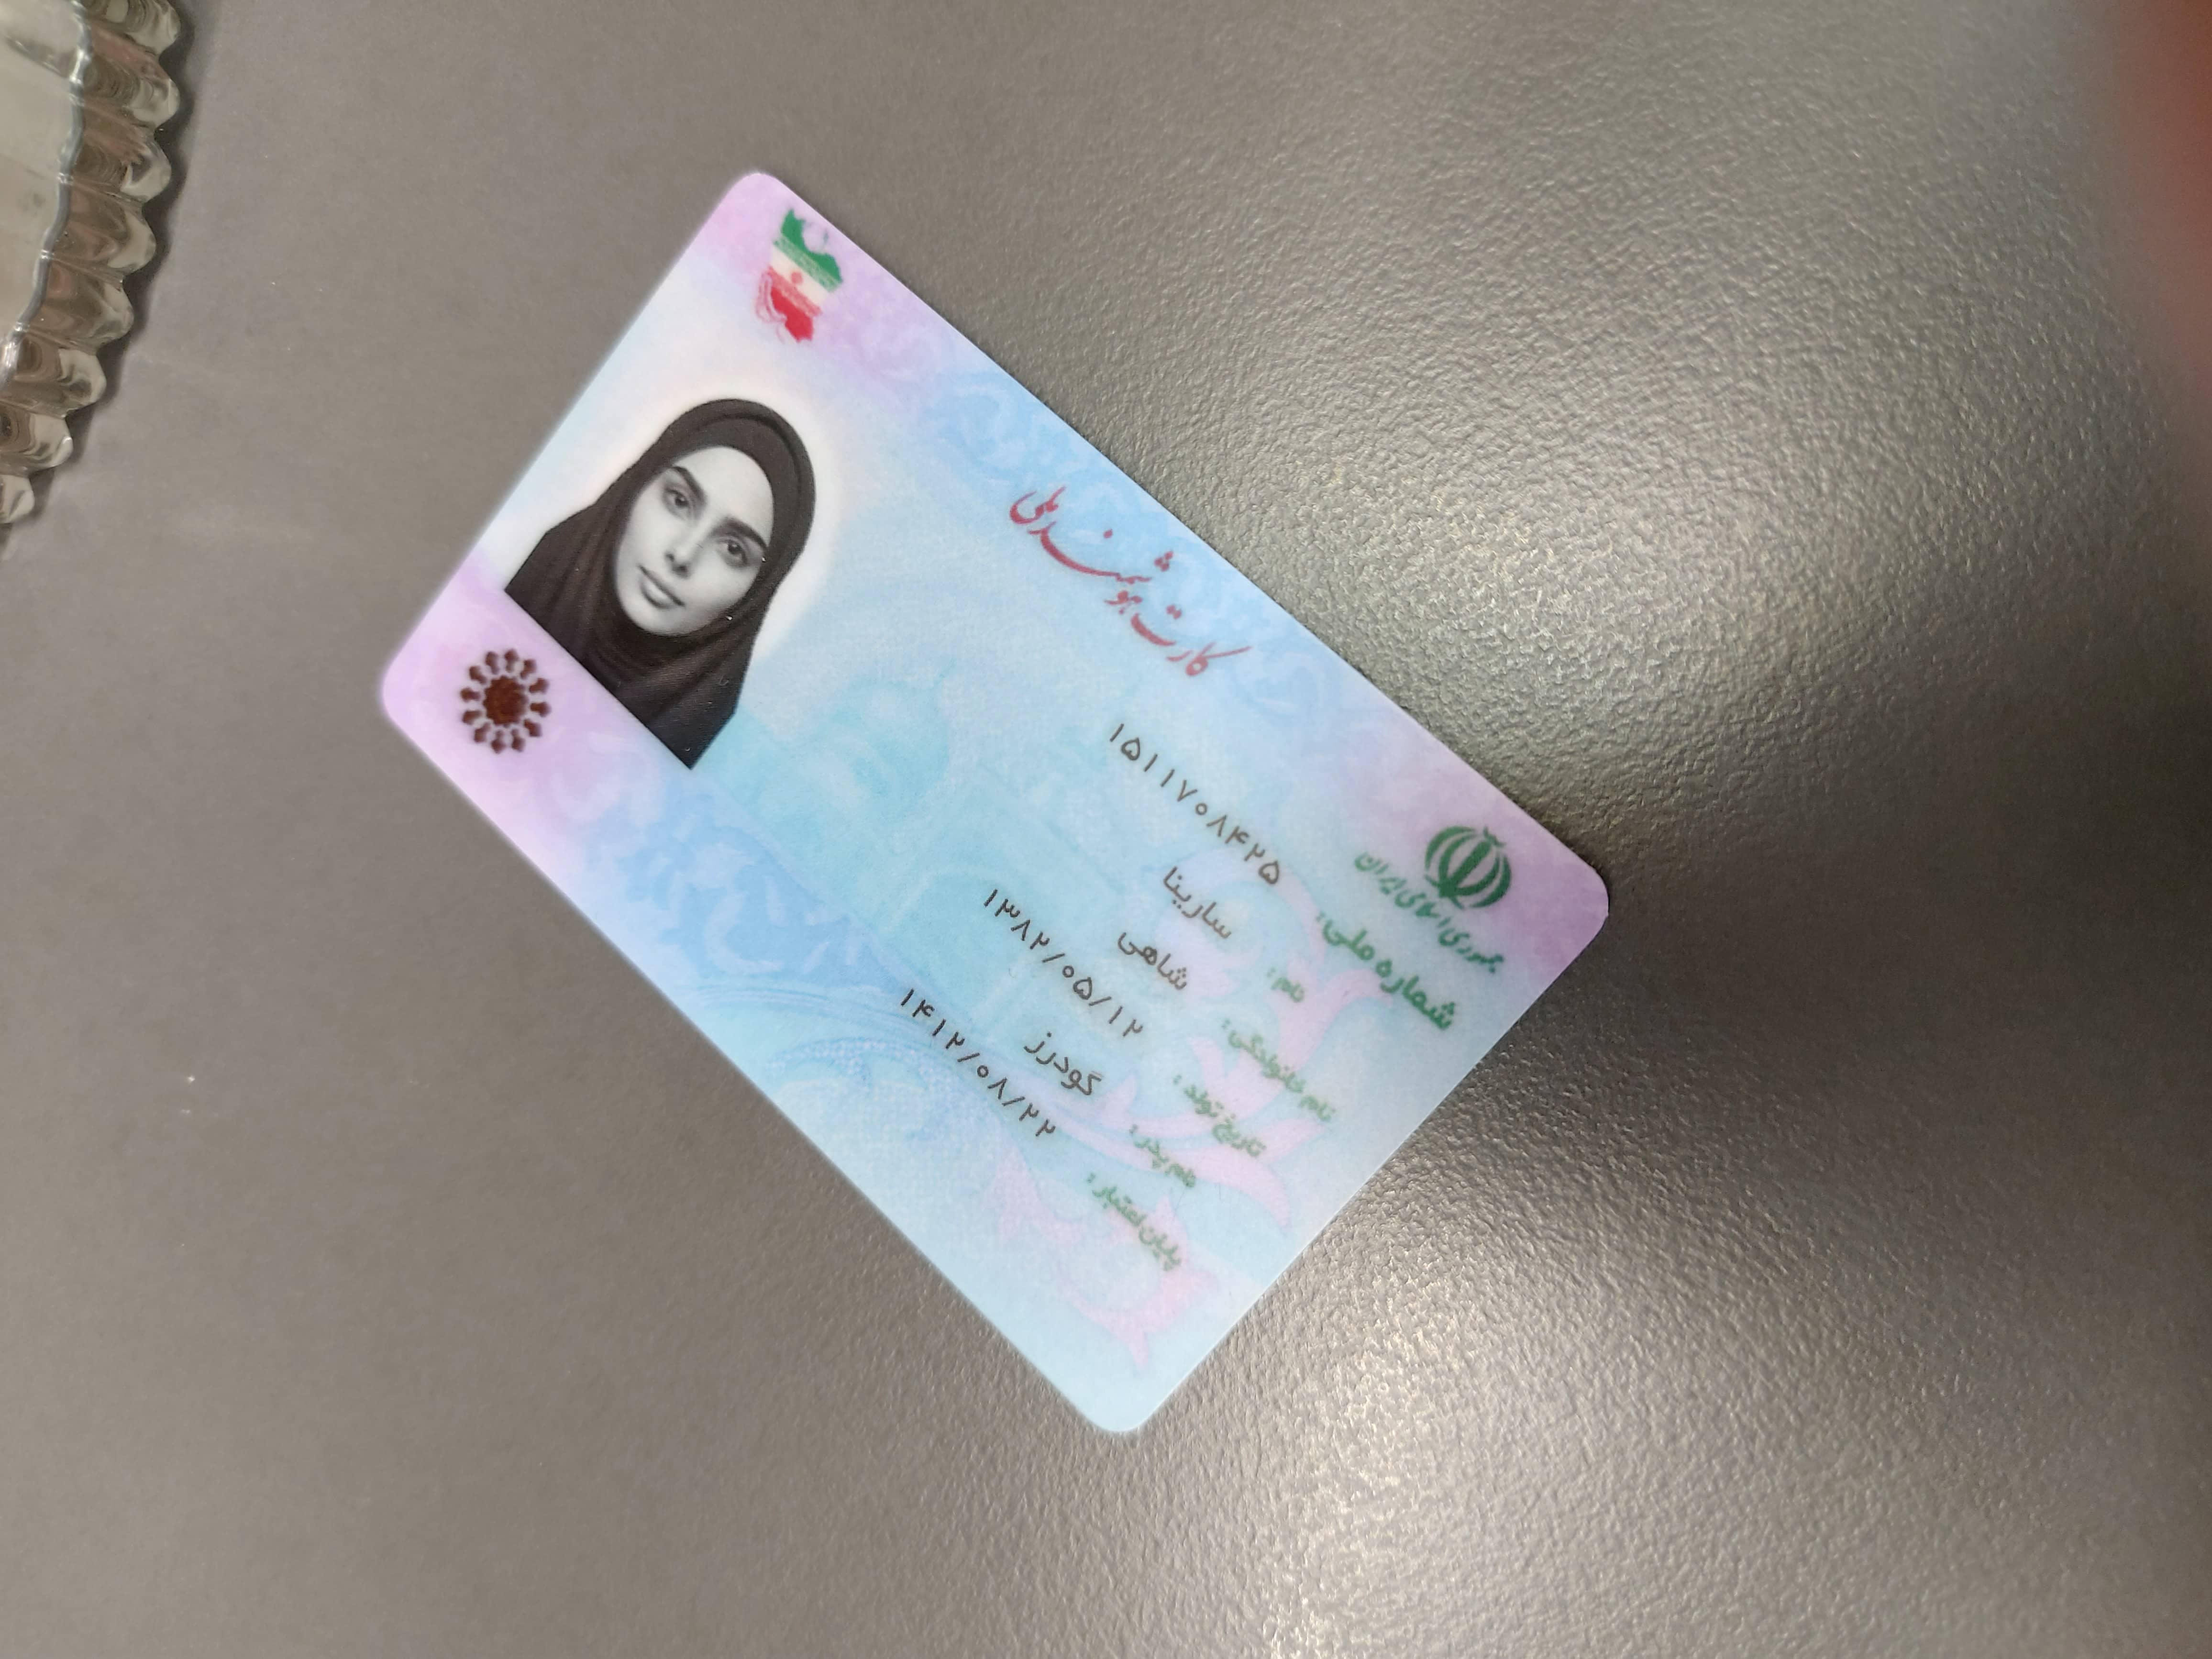 کارت هوشمند ملی
جمهوری اسلامی ایران
شماره ملی: ۱۵۱۱۷۰۸۴۲۵
نام: سارینا
نام خانوادگی: شاهی
تاریخ تولد: ۱۳۸۲/۰۵/۱۲
نام پدر: گودرز
پایان اعتبار: ۱۴۱۲/۰۸/۲۲